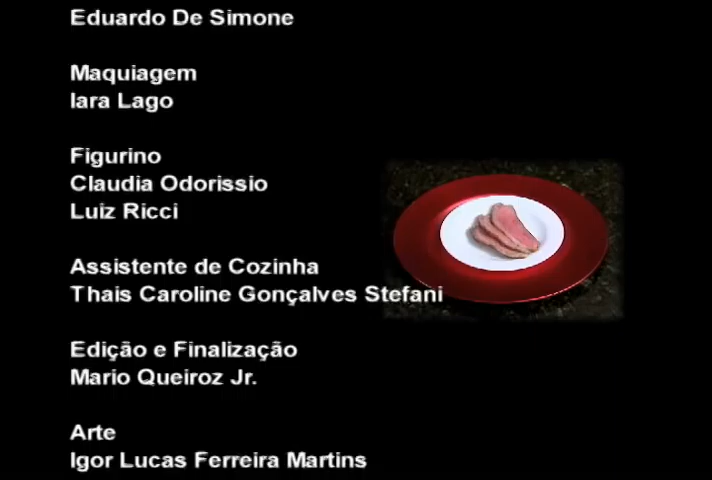 Eduardo De Simone
Maquiagem
Iara Lago
Figurino
Claudia Odorissio
Luiz Ricci
Assistente de Cozinha
Thais Caroline Gonçalves Stefani
Edição e Finalização
Mario Queiroz Jr.
Arte
Igor Lucas Ferreira Martins